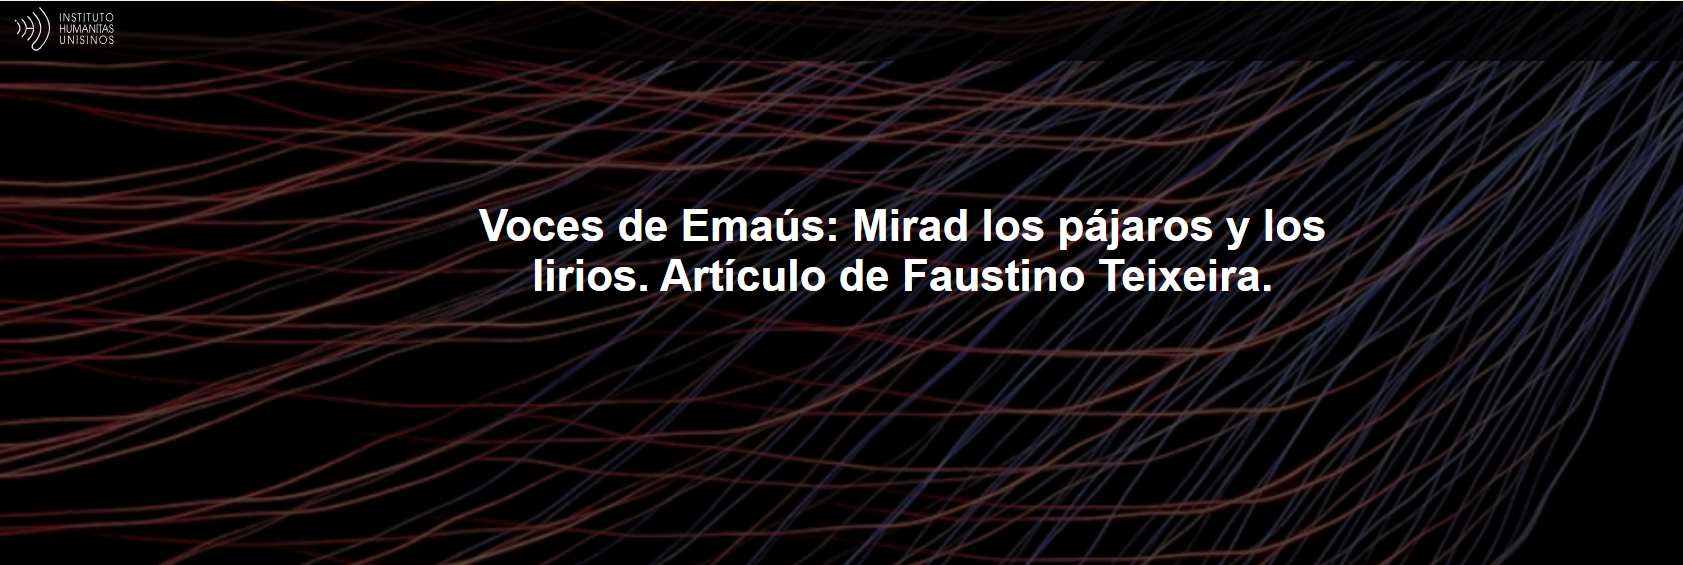 INSTITUTO
HUMANITAS
UNISINOS
Voces de Emaús: Mirad los pájaros y los
lirios. Artículo de Faustino Teixeira.